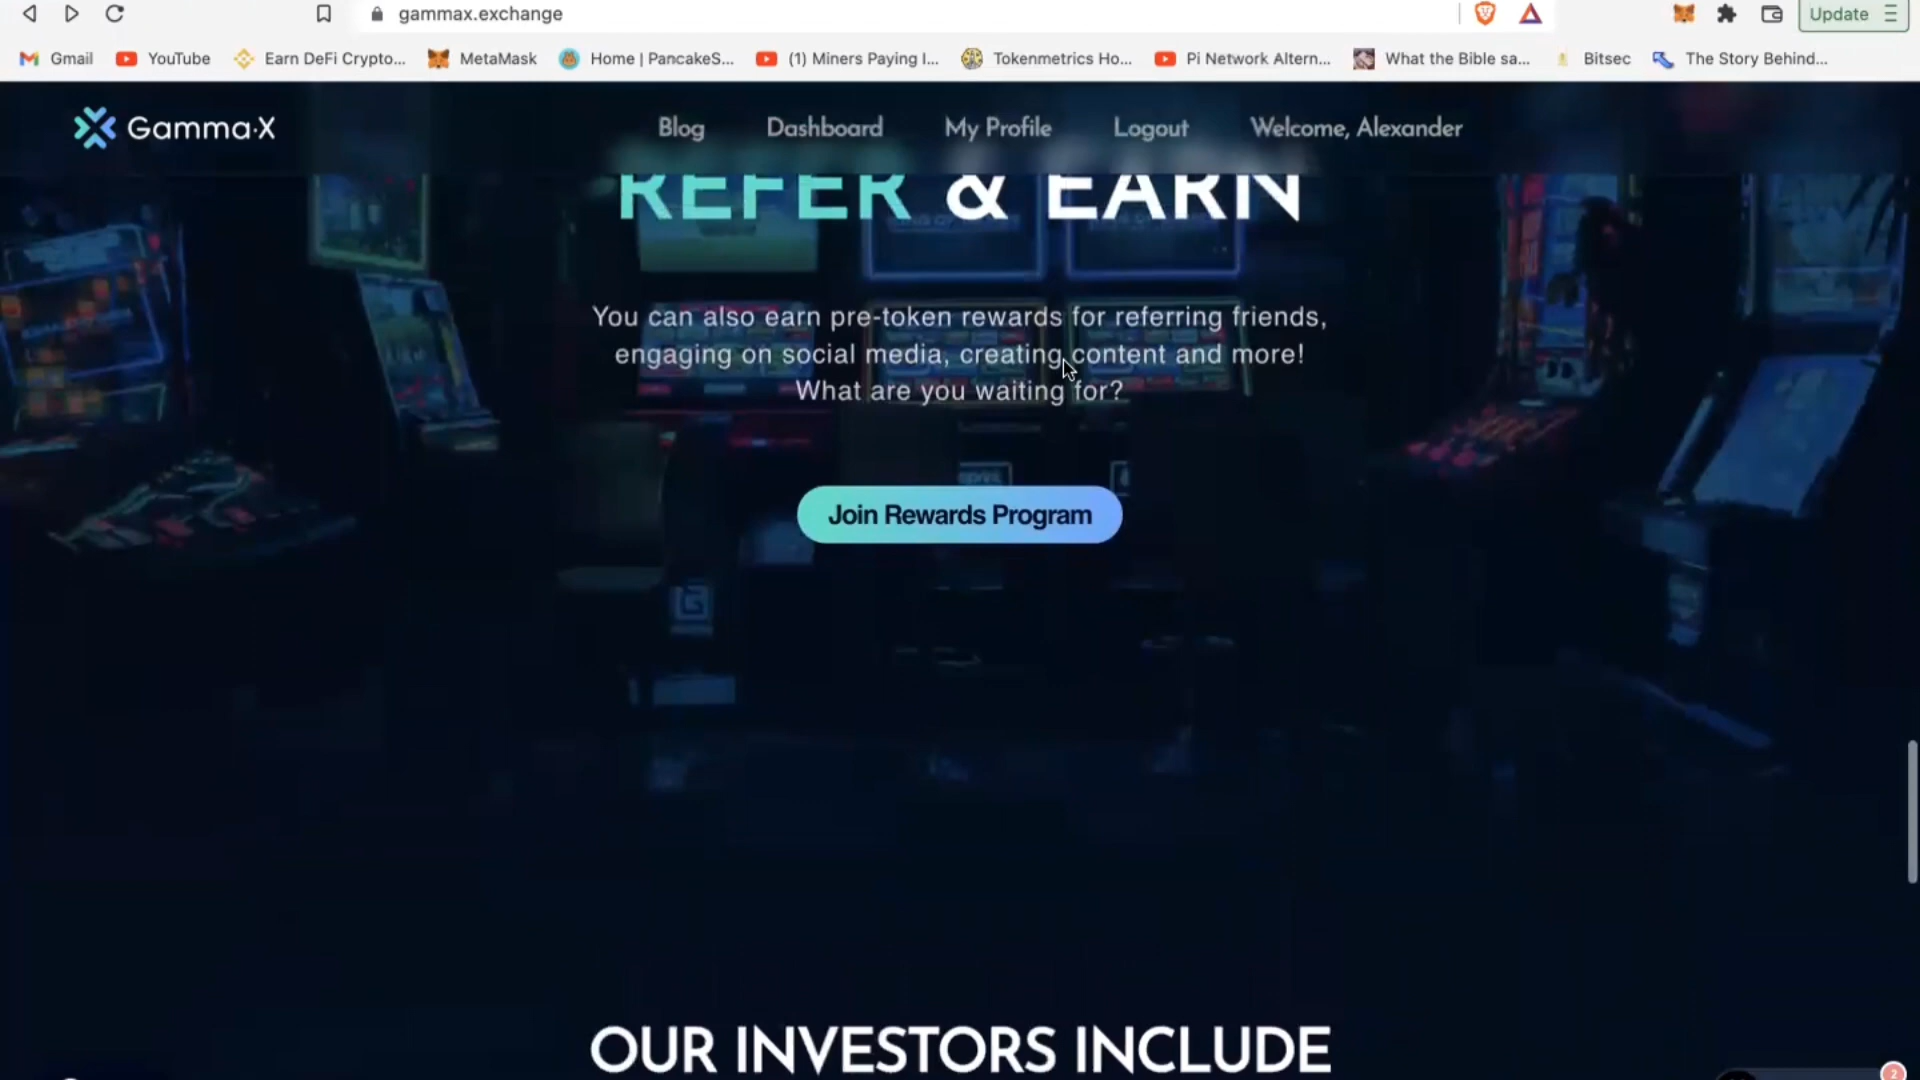 gammax.exchange
Update
Gmail
YouTube
Earn DeFi Crypto...
MetaMask
Home | PancakeS...
(1) Miners Paying I...
Tokenmetrics Ho...
Pi Network Altern...
What the Bible sa...
Bitsec
The Story Behind...
Gamma·X
Blog
Dashboard
My Profile
Logout
Welcome, Alexander
REFER & EARN
You can also earn pre-token rewards for referring friends,
engaging on social media, creating content and more!
What are you waiting for?
Join Rewards Program
OUR INVESTORS INCLUDE
2